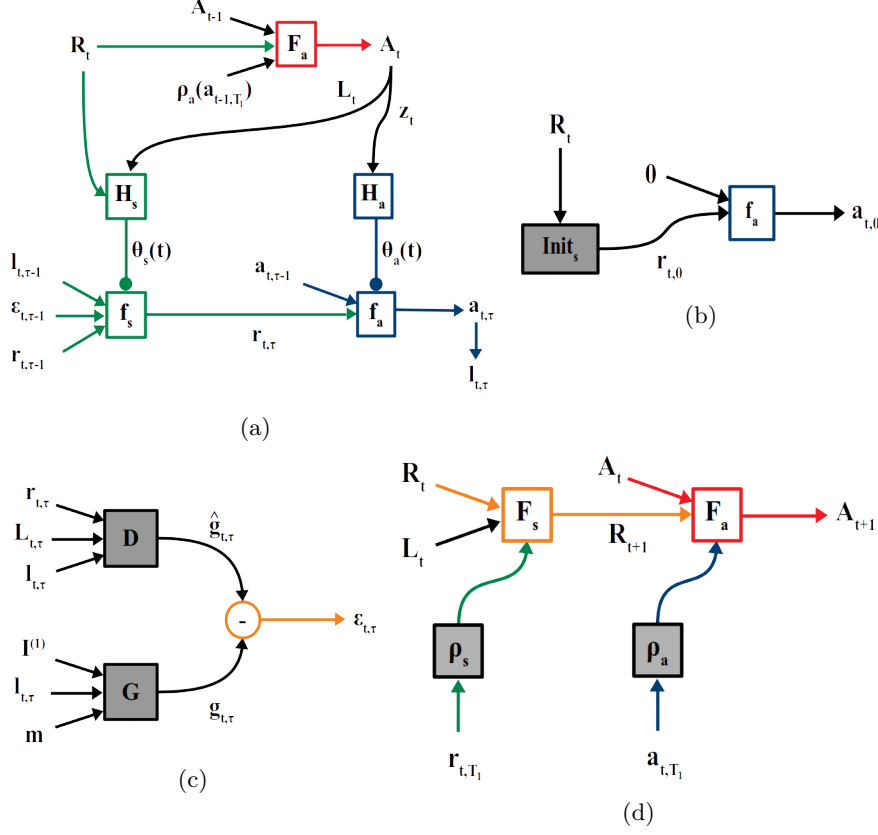 A_{t-1}
R_t
F_a
A_t
ρ_a(a_{t-1,T_1})
L_t
z_t
H_s
H_a
θ_s(t)
θ_a(t)
l_{t,τ-1}
a_{t,τ-1}
ε_{t,τ-1}
f_s
f_a
a_{t,τ}
r_{t,τ-1}
r_{t,τ}
l_{t,τ}
(a)
R_t
0
f_a
a_{t,0}
Init_s
r_{t,0}
(b)
r_{t,τ}
L_{t,τ}
D
ĝ_{t,τ}
l_{t,τ}
-
ε_{t,τ}
I^{(1)}
l_{t,τ}
G
g_{t,τ}
m
(c)
R_t
A_t
F_s
F_a
A_{t+1}
L_t
R_{t+1}
ρ_s
ρ_a
r_{t,T_1}
a_{t,T_1}
(d)